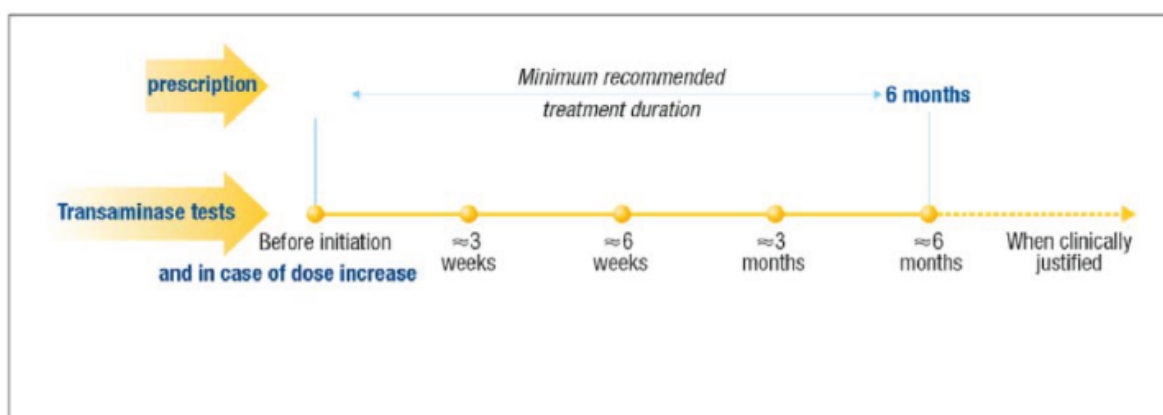 prescription
Minimum recommended
treatment duration
6 months
Transaminase tests
Before initiation
and in case of dose increase
≈3
weeks
≈6
weeks
≈3
months
≈6
months
When clinically
justified